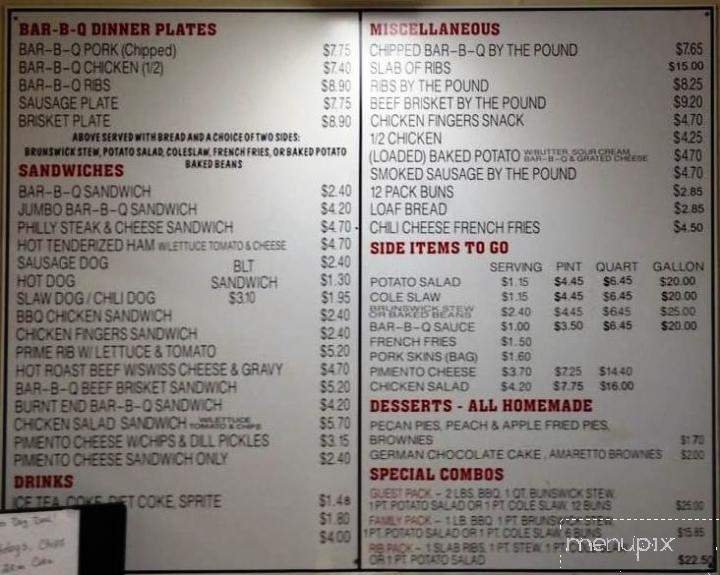 BAR-B-Q DINNER PLATES
BAR-B-Q PORK (Chipped) $7.75
BAR-B-Q CHICKEN (1/2) $7.40
BAR-B-Q RIBS $8.90
SAUSAGE PLATE $7.75
BRISKET PLATE $8.90
ABOVE SERVED WITH BREAD AND A CHOICE OF TWO SIDES:
BRUNSWICK STEW, POTATO SALAD, COLESLAW, FRENCH FRIES, OR BAKED POTATO
BAKED BEANS
SANDWICHES
BAR-B-Q SANDWICH $2.40
JUMBO BAR-B-Q SANDWICH $4.20
PHILLY STEAK & CHEESE SANDWICH $4.70
HOT TENDERIZED HAM W/LETTUCE TOMATO & CHEESE $4.70
SAUSAGE DOG $2.40
HOT DOG $1.30
SLAW DOG / CHILI DOG $1.95
BLT
SANDWICH
$3.10
BBQ CHICKEN SANDWICH $2.40
CHICKEN FINGERS SANDWICH $2.40
PRIME RIB W/ LETTUCE & TOMATO $5.20
HOT ROAST BEEF W/SWISS CHEESE & GRAVY $4.70
BAR-B-Q BEEF BRISKET SANDWICH $5.20
BURNT END BAR-B-Q SANDWICH $4.20
CHICKEN SALAD SANDWICH W/LETTUCE TOMATO & CHIPS $5.70
PIMIENTO CHEESE W/CHIPS & DILL PICKLES $3.15
PIMIENTO CHEESE SANDWICH ONLY $2.40
DRINKS
ICE TEA, COKE, DIET COKE, SPRITE $1.48
$1.80
$4.00
MISCELLANEOUS
CHIPPED BAR-B-Q BY THE POUND $7.65
SLAB OF RIBS $15.00
RIBS BY THE POUND $8.25
BEEF BRISKET BY THE POUND $9.20
CHICKEN FINGERS SNACK $4.70
1/2 CHICKEN $4.25
(LOADED) BAKED POTATO W/BUTTER, SOUR CREAM, BAR-B-Q & GRATED CHEESE $4.70
SMOKED SAUSAGE BY THE POUND $4.70
12 PACK BUNS $2.85
LOAF BREAD $2.85
CHILI CHEESE FRENCH FRIES $4.50
SIDE ITEMS TO GO
SERVING PINT QUART GALLON
POTATO SALAD $1.15 $4.45 $6.45 $20.00
COLE SLAW $1.15 $4.45 $6.45 $20.00
BRUNSWICK STEW OR BAKED BEANS $2.40 $4.45 $6.45 $25.00
BAR-B-Q SAUCE $1.00 $3.50 $6.45 $20.00
FRENCH FRIES $1.50
PORK SKINS (BAG) $1.60
PIMIENTO CHEESE $3.70 $7.25 $14.40
CHICKEN SALAD $4.20 $7.75 $16.00
DESSERTS - ALL HOMEMADE
PECAN PIES, PEACH & APPLE FRIED PIES,
BROWNIES $1.70
GERMAN CHOCOLATE CAKE, AMARETTO BROWNIES $2.00
SPECIAL COMBOS
GUEST PACK - 2 LBS. BBQ, 1 QT. BUNSWICK STEW,
1 PT. POTATO SALAD OR 1 PT. COLE SLAW, 12 BUNS $25.00
FAMILY PACK - 1 LB. BBQ 1 PT. BRUNSWICK STEW,
1 PT. POTATO SALAD OR 1 PT. COLE SLAW, BUNS $15.85
RIB PACK - 1 SLAB RIBS, 1 PT. STEW, 1 PT.
OR 1 PT. POTATO SALAD $22.50
menupix